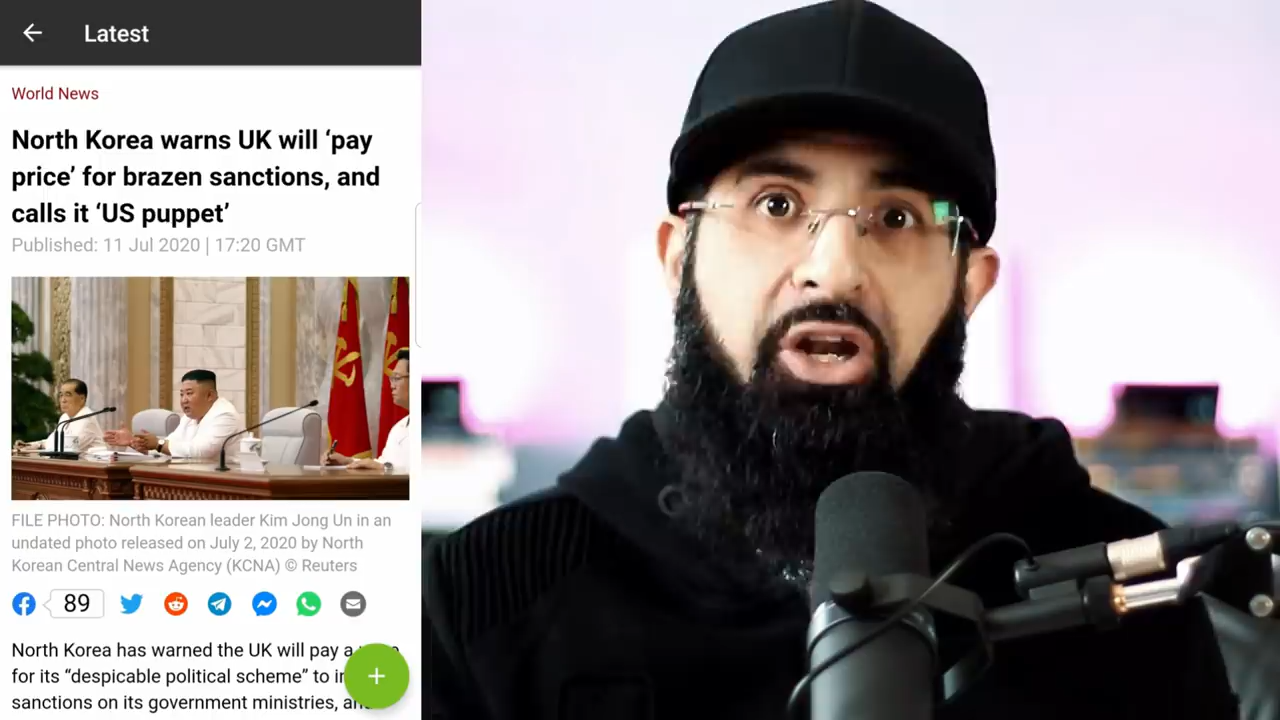 Latest
World News
North Korea warns UK will ‘pay
price’ for brazen sanctions, and
calls it ‘US puppet’
Published: 11 Jul 2020 | 17:20 GMT
FILE PHOTO: North Korean leader Kim Jong Un in an
undated photo released on July 2, 2020 by North
Korean Central News Agency (KCNA) © Reuters
89
North Korea has warned the UK will pay a
for its “despicable political scheme” to
sanctions on its government ministries,